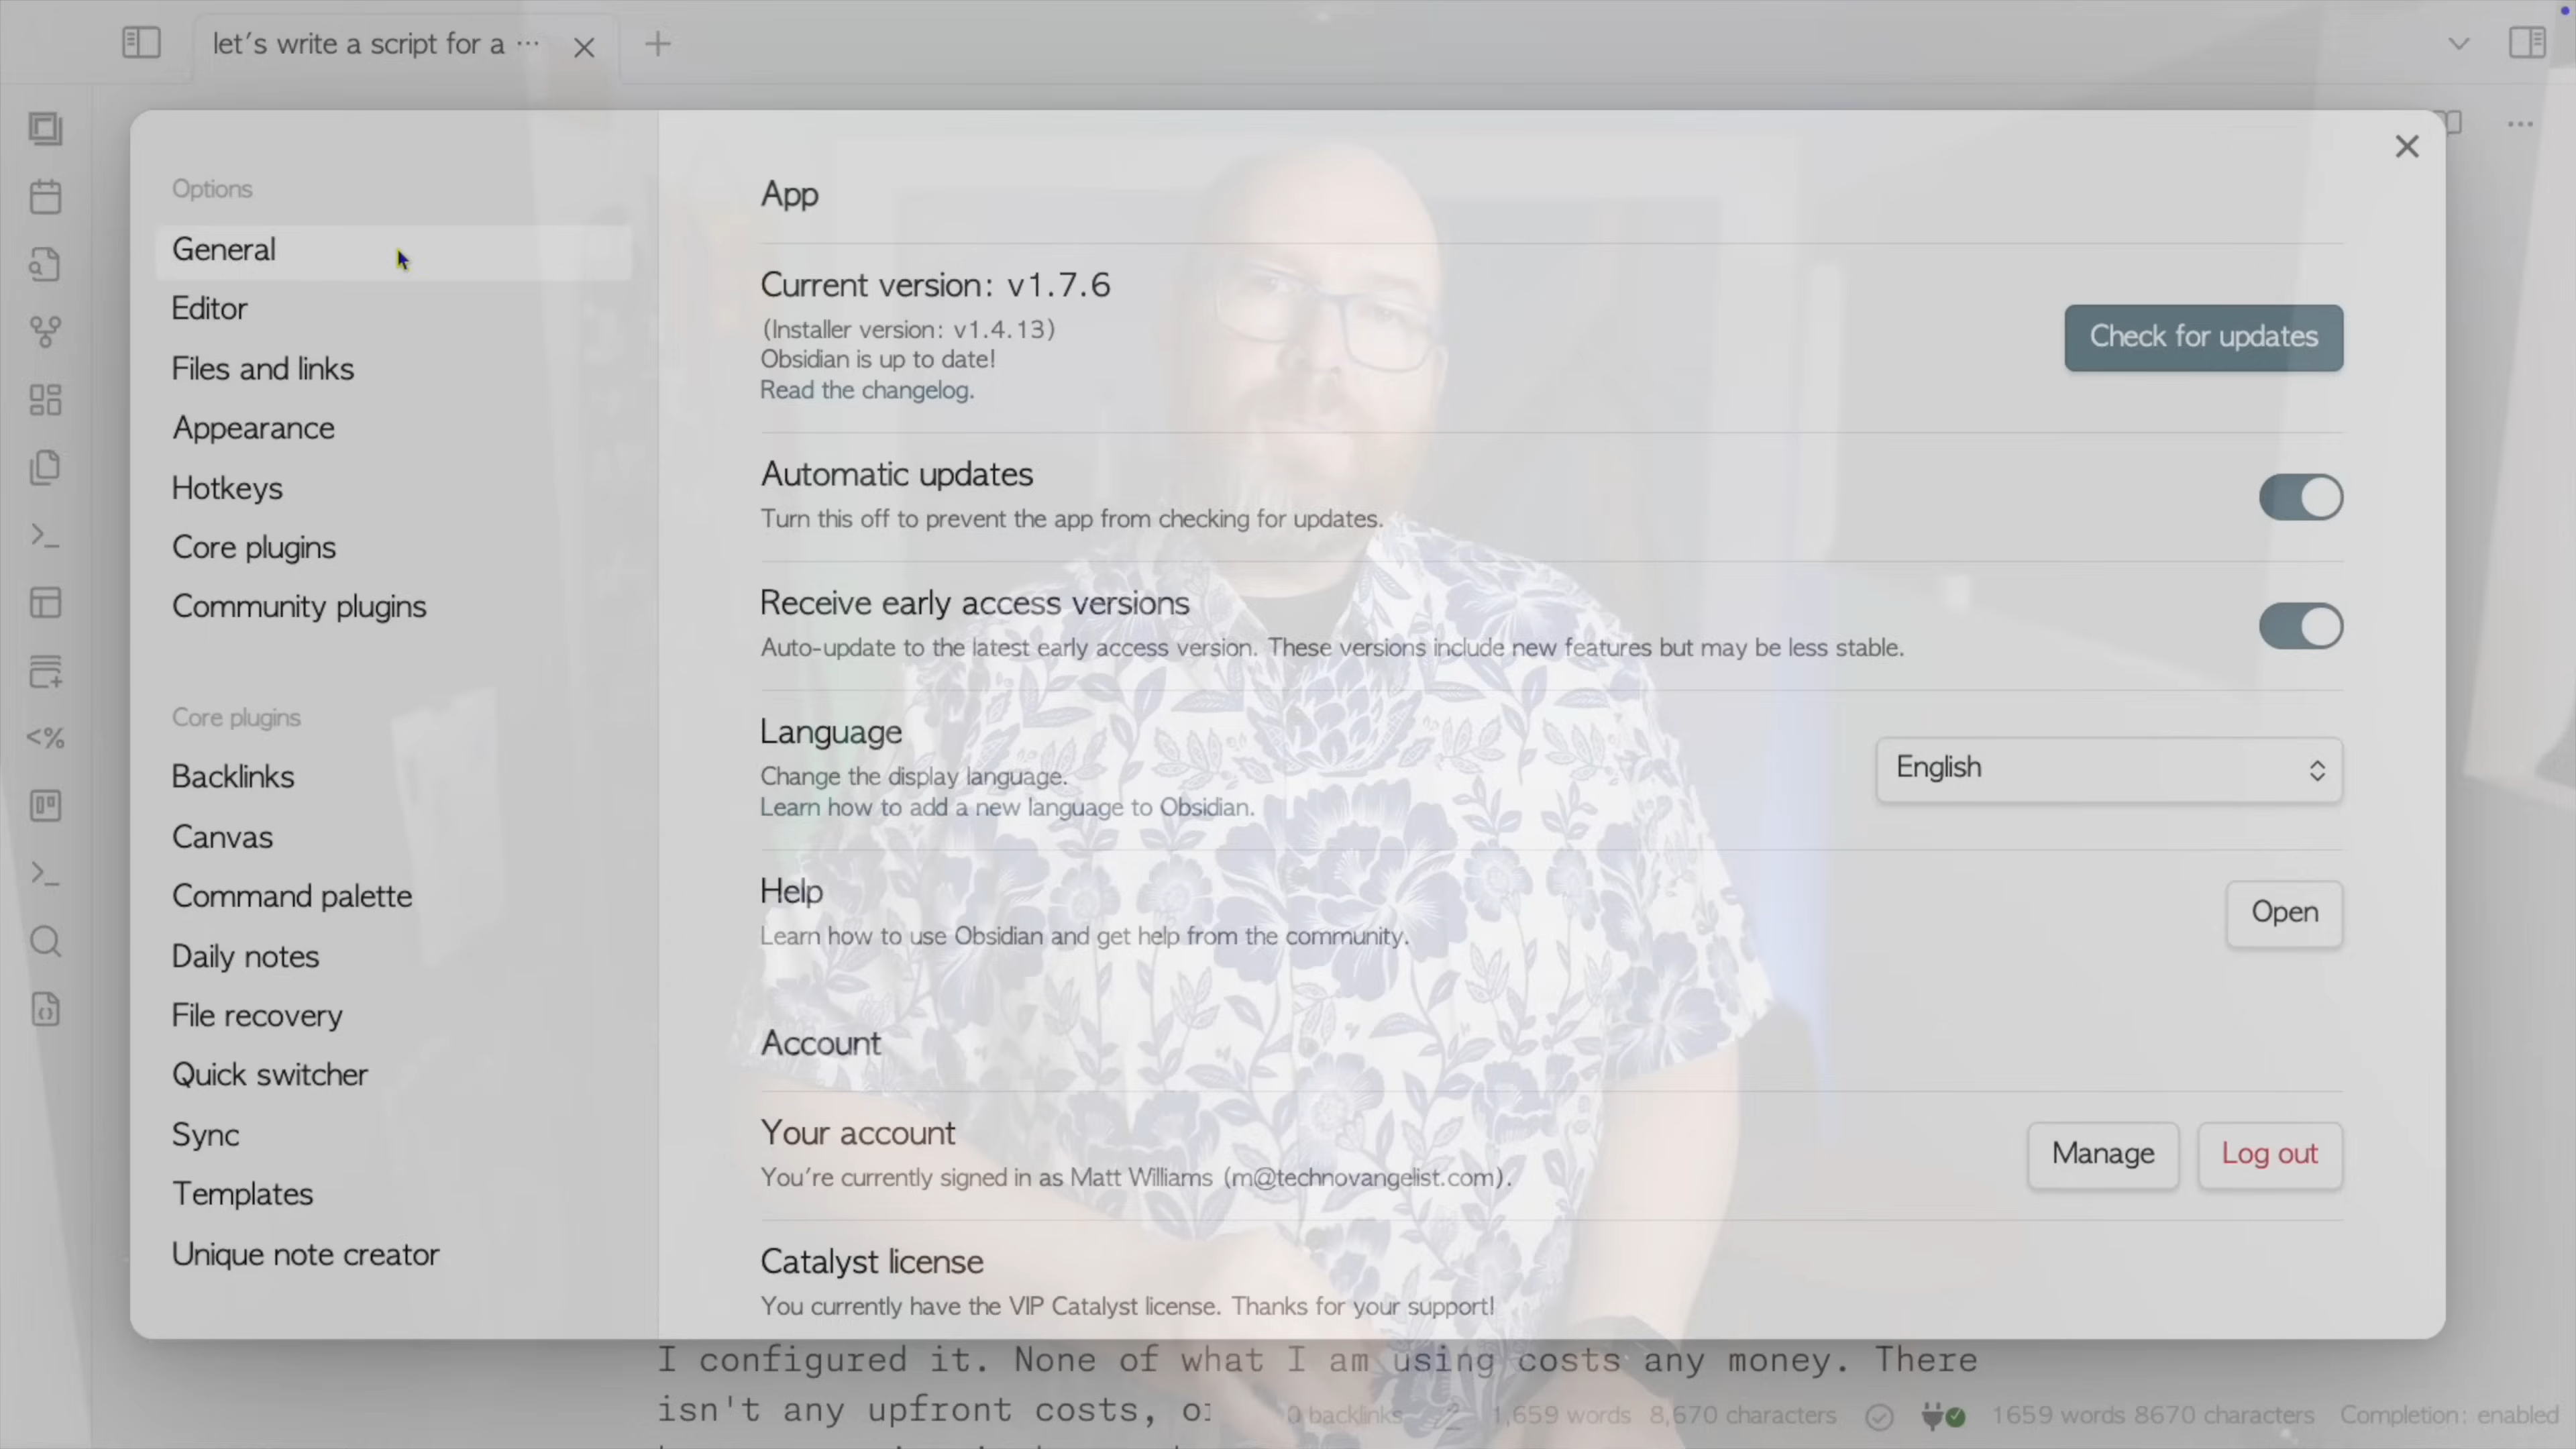 let's write a script for a ...
Options
General
Editor
Files and links
Appearance
Hotkeys
Core plugins
Community plugins
Core plugins
Backlinks
Canvas
Command palette
Daily notes
File recovery
Quick switcher
Sync
Templates
Unique note creator
App
Current version: v1.7.6
(Installer version: v1.4.13)
Obsidian is up to date!
Read the changelog.
Check for updates
Automatic updates
Turn this off to prevent the app from checking for updates.
Receive early access versions
Auto-update to the latest early access version. These versions include new features but may be less stable.
Language
Change the display language.
Learn how to add a new language to Obsidian.
English
Help
Learn how to use Obsidian and get help from the community.
Open
Account
Your account
You're currently signed in as Matt Williams (m@technovangelist.com).
Manage
Log out
Catalyst license
You currently have the VIP Catalyst license. Thanks for your support!
I configured it. None of what I am using costs any money. There
isn't any upfront costs,
0 backlinks
1,659 words 8,670 characters
1659 words 8670 characters
Completion: enabled